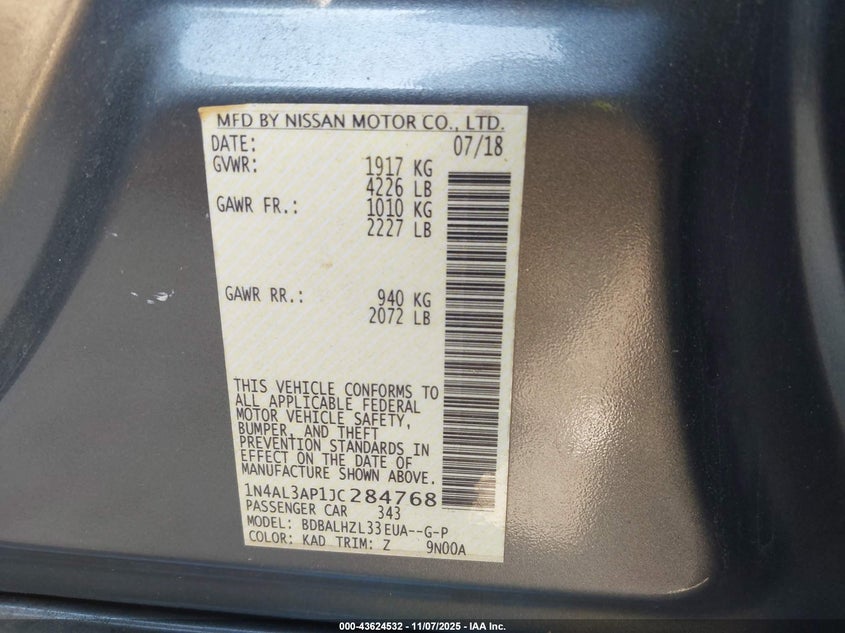 MFD BY NISSAN MOTOR CO., LTD.
DATE: 07/18
GVWR: 1917 KG
4226 LB
GAWR FR.: 1010 KG
2227 LB
GAWR RR.: 940 KG
2072 LB
THIS VEHICLE CONFORMS TO
ALL APPLICABLE FEDERAL
MOTOR VEHICLE SAFETY,
BUMPER, AND THEFT
PREVENTION STANDARDS IN
EFFECT ON THE DATE OF
MANUFACTURE SHOWN ABOVE.
1N4AL3AP1JC284768
PASSENGER CAR 343
MODEL: BDBALHZL33EUA--G-P
COLOR: KAD TRIM: Z 9N00A
000-43624532 - 11/07/2025 - IAA Inc.